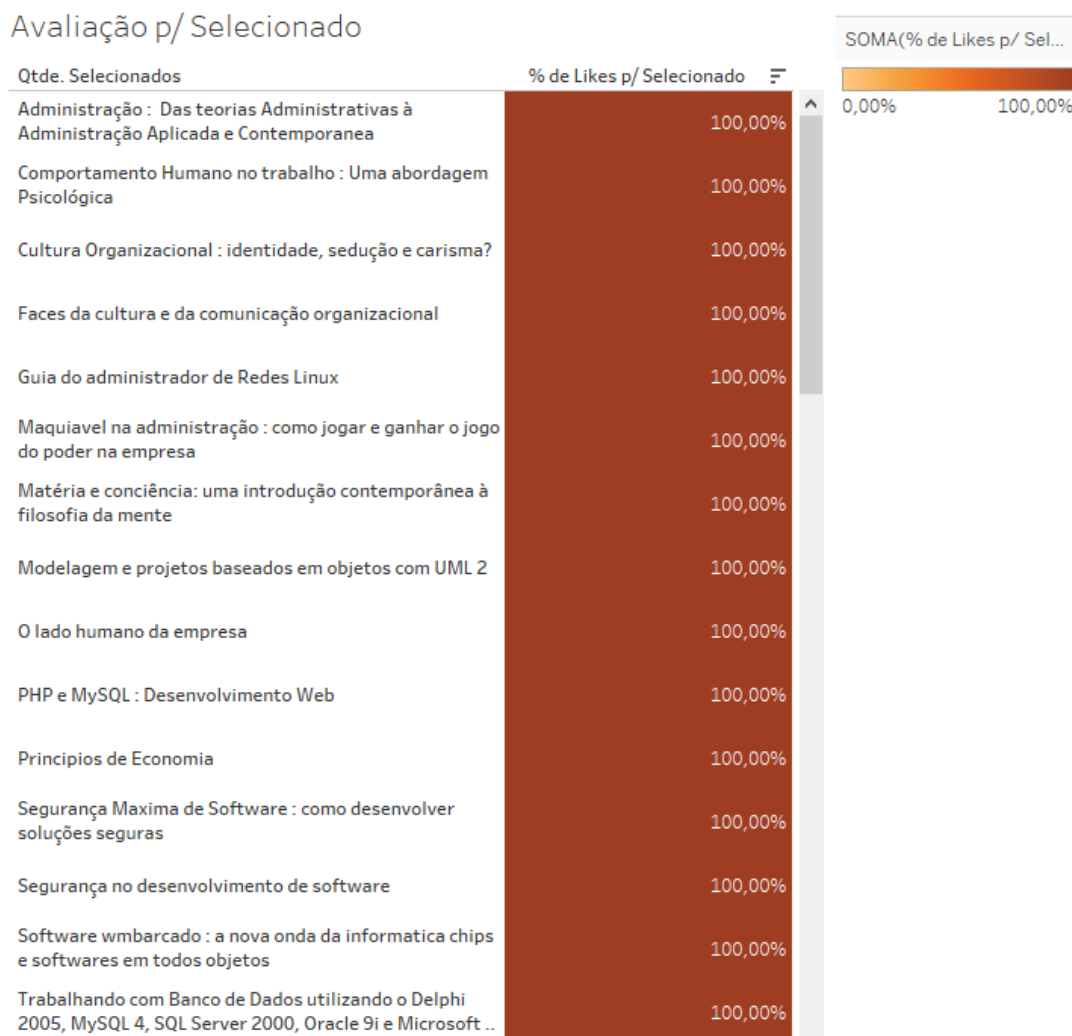 Avaliação p/ Selecionado
SOMA(% de Likes p/ Sel...
0,00% 100,00%
Qtde. Selecionados % de Likes p/ Selecionado
Administração : Das teorias Administrativas à
Administração Aplicada e Contemporanea
100,00%
Comportamento Humano no trabalho : Uma abordagem
Psicológica
100,00%
Cultura Organizacional : identidade, sedução e carisma? 100,00%
Faces da cultura e da comunicação organizacional 100,00%
Guia do administrador de Redes Linux 100,00%
Maquiavel na administração : como jogar e ganhar o jogo
do poder na empresa
100,00%
Matéria e conciência: uma introdução contemporânea à
filosofia da mente
100,00%
Modelagem e projetos baseados em objetos com UML 2 100,00%
O lado humano da empresa 100,00%
PHP e MySQL : Desenvolvimento Web 100,00%
Principios de Economia 100,00%
Segurança Maxima de Software : como desenvolver
soluções seguras
100,00%
Segurança no desenvolvimento de software 100,00%
Software wmbarcado : a nova onda da informatica chips
e softwares em todos objetos
100,00%
Trabalhando com Banco de Dados utilizando o Delphi
2005, MySQL 4, SQL Server 2000, Oracle 9i e Microsoft ..
100,00%